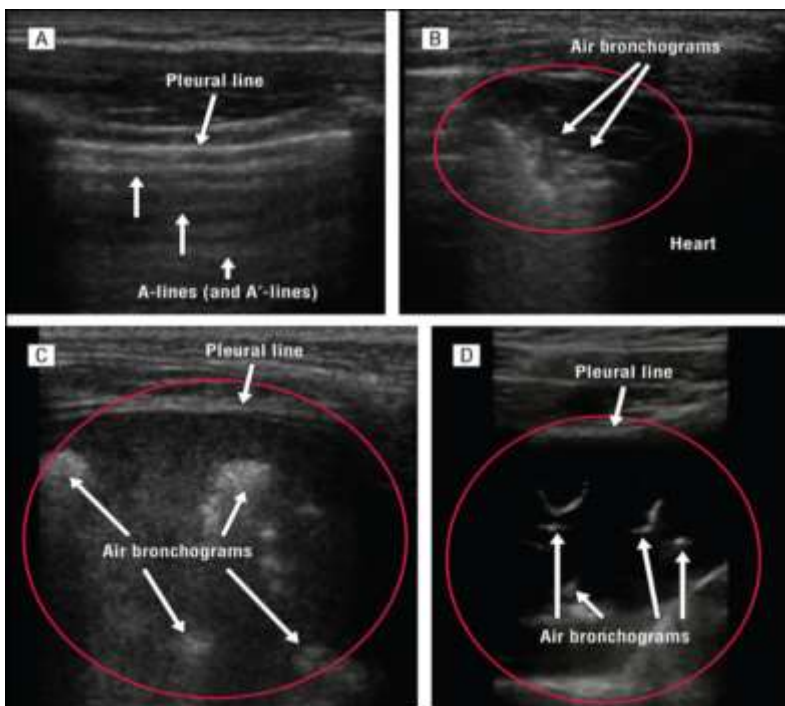 A
Pleural line
A-lines (and A'-lines)
B
Air bronchograms
Heart
C
Pleural line
Air bronchograms
D
Pleural line
Air bronchograms